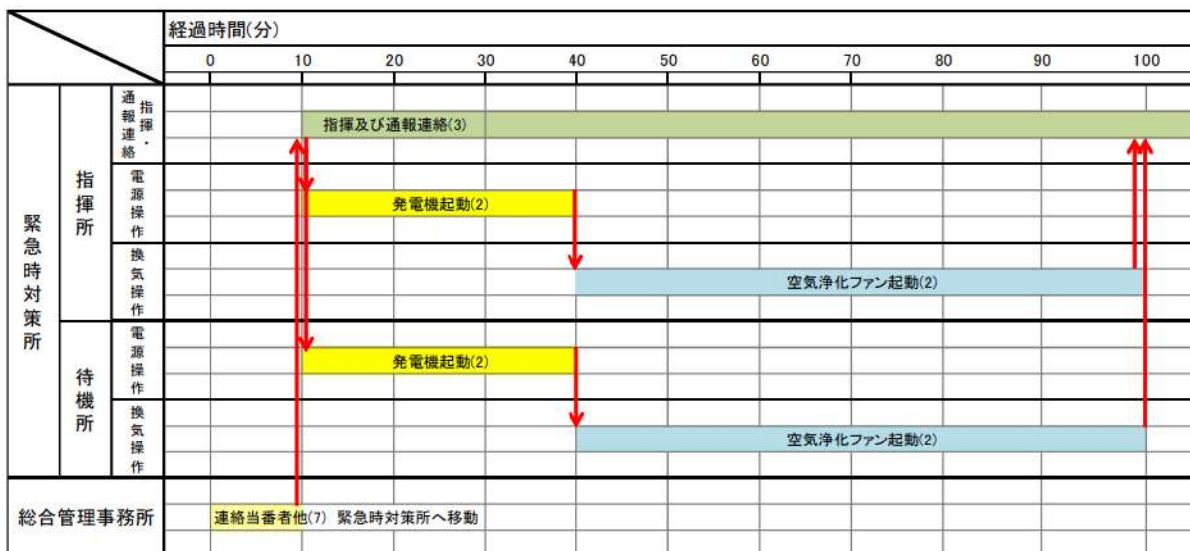 経過時間(分)
0 10 20 30 40 50 60 70 80 90 100
緊急時対策所
指揮所
指揮・通報連絡
指揮及び通報連絡(3)
電源操作
発電機起動(2)
換気操作
空気浄化ファン起動(2)
待機所
電源操作
発電機起動(2)
換気操作
空気浄化ファン起動(2)
総合管理事務所
連絡当番者他(7) 緊急時対策所へ移動